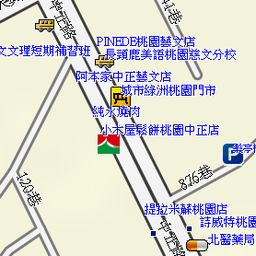 中正路
PINEDE桃園藝文店
長頸鹿美語桃園慈文分校
文理短期補習班
阿本家中正藝文店
城市綠洲桃園門市
純水燒肉
小木屋鬆餅桃園中正店
P
876巷
120巷
提拉米蘇桃園店
詩威特桃園
中正路
北醫藥局